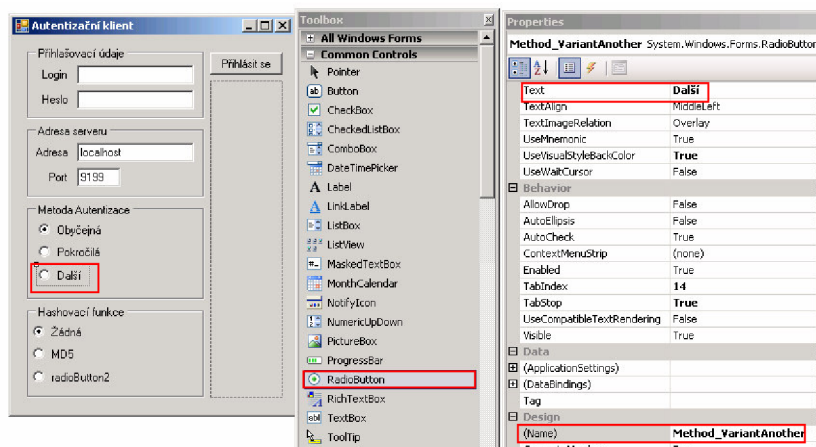 Autentizační klient
Přihlašovací údaje
Login
Heslo
Přihlásit se
Adresa serveru
Adresa localhost
Port 9199
Metoda Autentizace
Obyčejná
Pokročilá
Další
Hashovací funkce
Žádná
MD5
radioButton2
Toolbox
All Windows Forms
Common Controls
Pointer
Button
CheckBox
CheckedListBox
ComboBox
DateTimePicker
Label
LinkLabel
ListBox
ListView
MaskedTextBox
MonthCalendar
NotifyIcon
NumericUpDown
PictureBox
ProgressBar
RadioButton
RichTextBox
TextBox
ToolTip
Properties
Method_VariantAnother System.Windows.Forms.RadioButton
Text Další
TextAlign MiddleLeft
TextImageRelation Overlay
UseMnemonic True
UseVisualStyleBackColor True
UseWaitCursor False
Behavior
AllowDrop False
AutoEllipsis False
AutoCheck True
ContextMenuStrip (none)
Enabled True
TabIndex 14
TabStop True
UseCompatibleTextRendering False
Visible True
Data
(ApplicationSettings)
(DataBindings)
Tag
Design
(Name) Method_VariantAnother